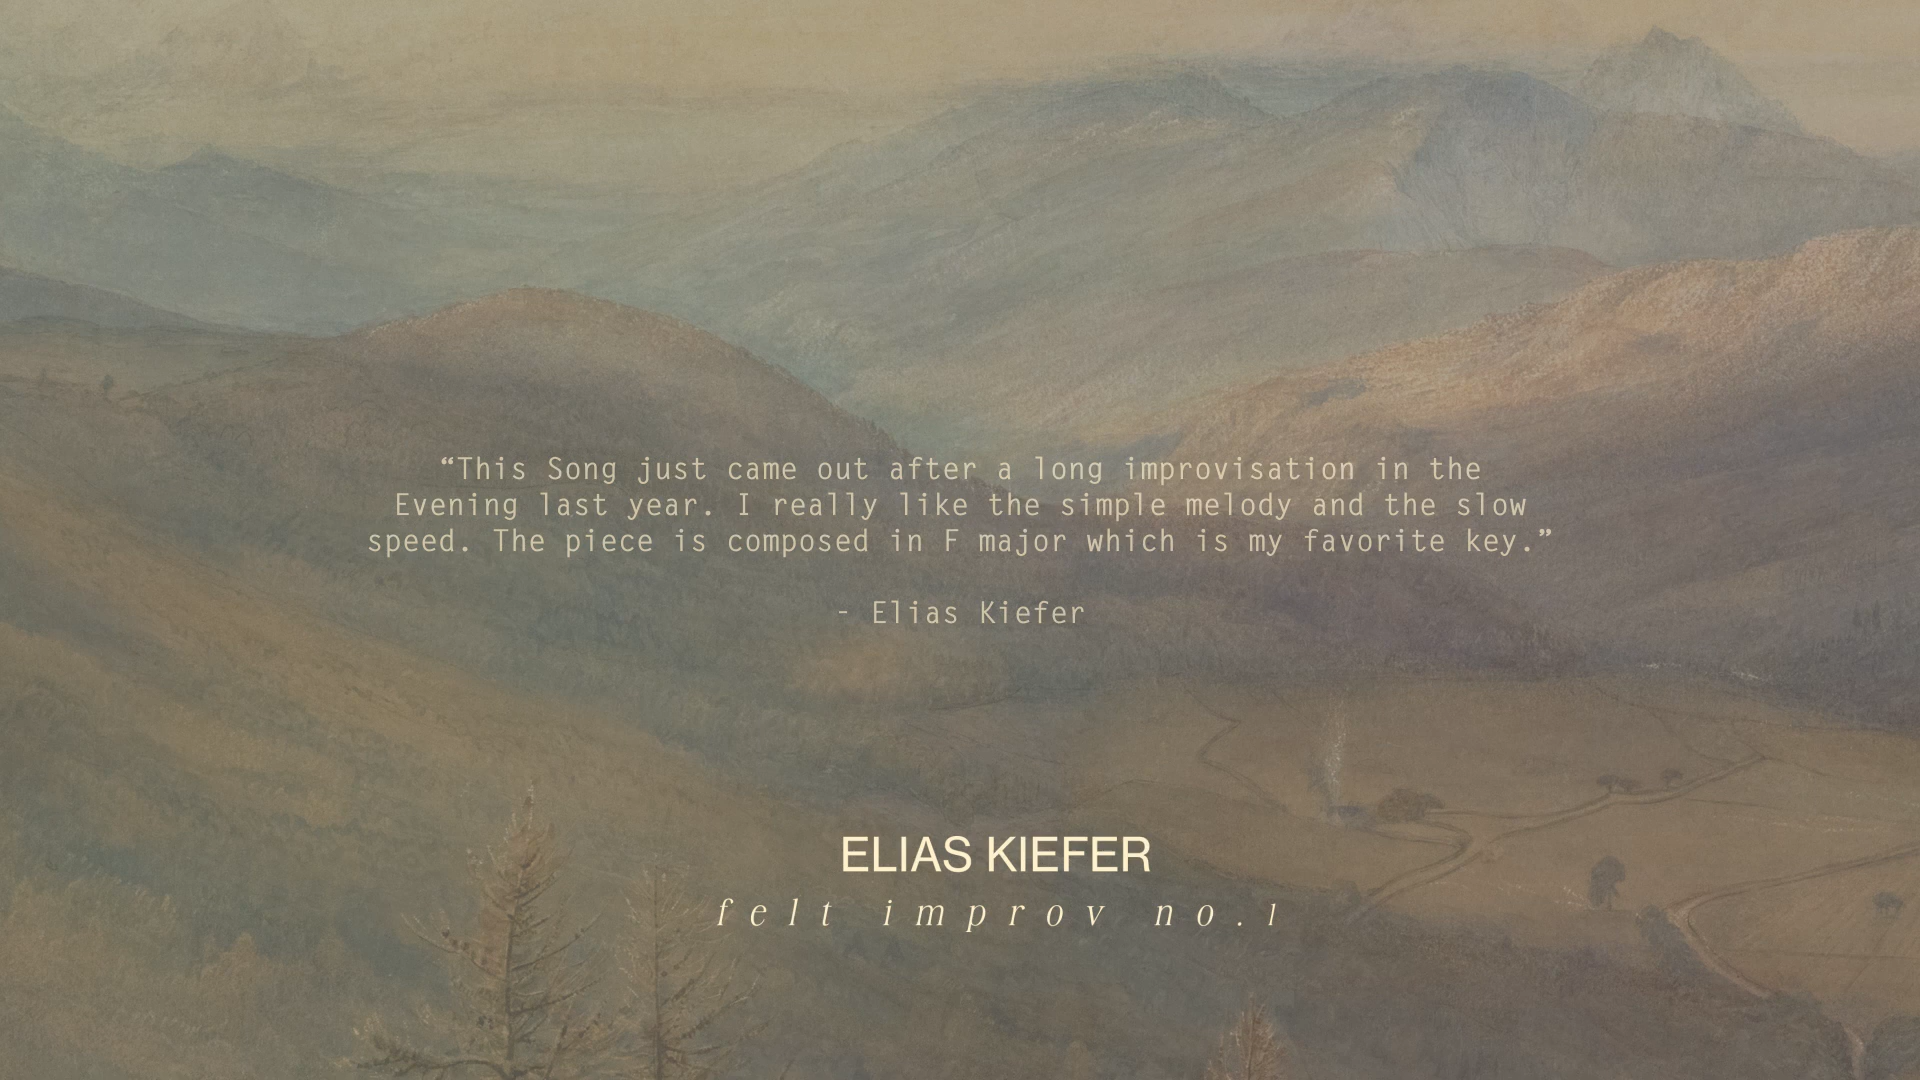 “This Song just came out after a long improvisation in the
Evening last year. I really like the simple melody and the slow
speed. The piece is composed in F major which is my favorite key.”
- Elias Kiefer
ELIAS KIEFER
felt improv no.1